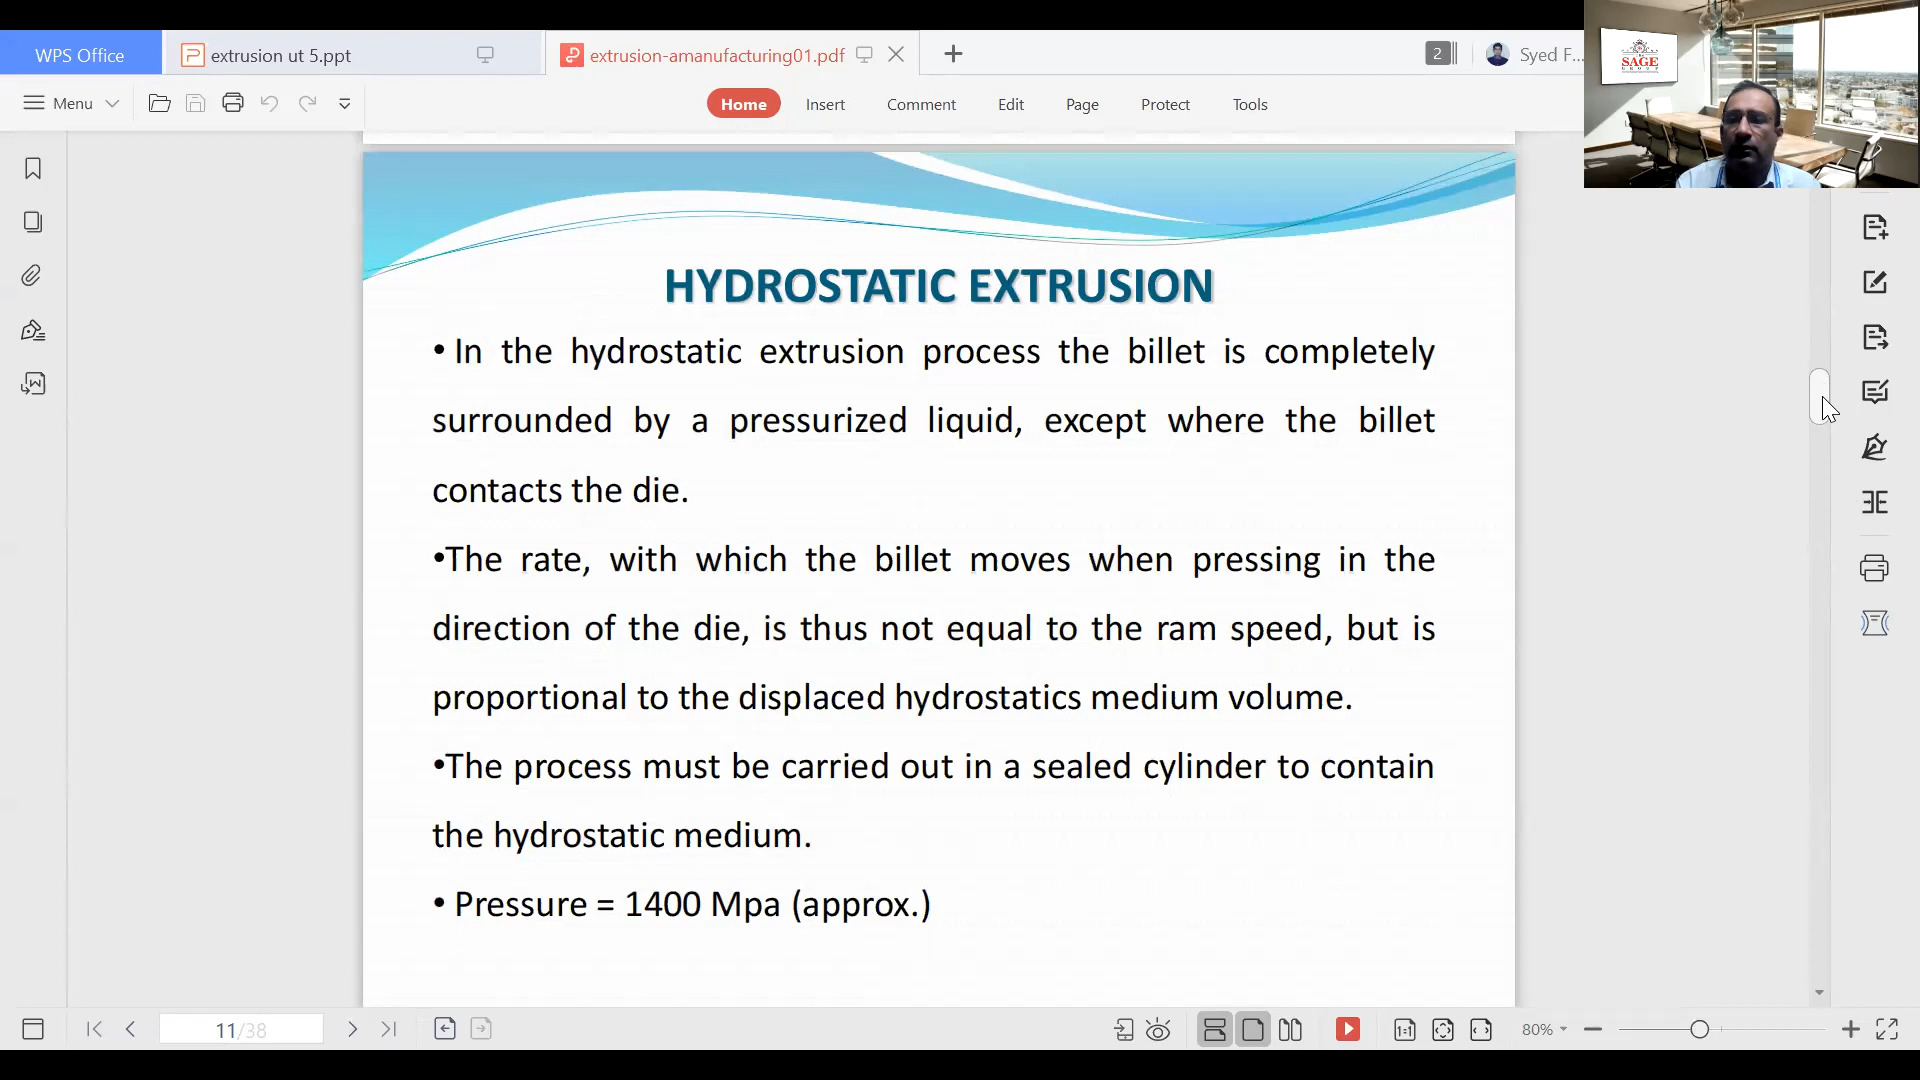 WPS Office
extrusion ut 5.ppt
extrusion-amanufacturing01.pdf
2
Syed F...
Menu
Home
Insert
Comment
Edit
Page
Protect
Tools
SAGE
GROUP
HYDROSTATIC EXTRUSION
• In the hydrostatic extrusion process the billet is completely
surrounded by a pressurized liquid, except where the billet
contacts the die.
•The rate, with which the billet moves when pressing in the
direction of the die, is thus not equal to the ram speed, but is
proportional to the displaced hydrostatics medium volume.
•The process must be carried out in a sealed cylinder to contain
the hydrostatic medium.
• Pressure = 1400 Mpa (approx.)
11/38
1:1
80%